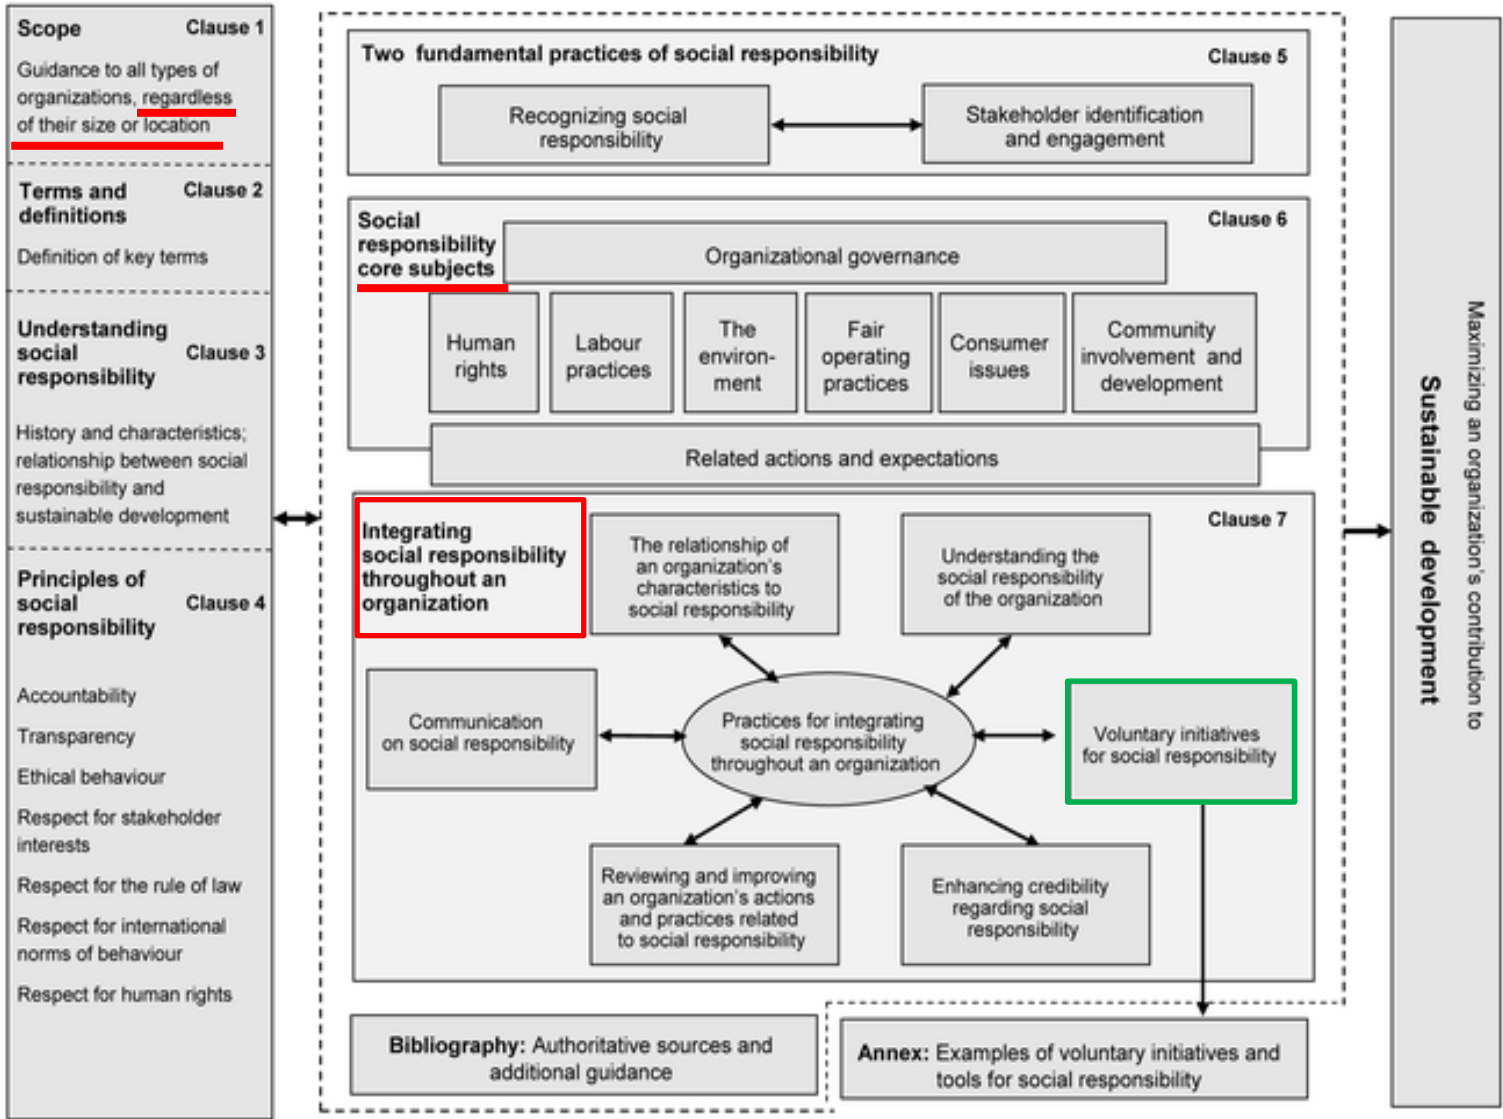 Scope Clause 1
Guidance to all types of
organizations, regardless
of their size or location
Terms and Clause 2
definitions
Definition of key terms
Understanding
social Clause 3
responsibility
History and characteristics;
relationship between social
responsibility and
sustainable development
Principles of
social Clause 4
responsibility
Accountability
Transparency
Ethical behaviour
Respect for stakeholder
interests
Respect for the rule of law
Respect for international
norms of behaviour
Respect for human rights
Two fundamental practices of social responsibility Clause 5
Recognizing social
responsibility
Stakeholder identification
and engagement
Social
responsibility
core subjects
Clause 6
Organizational governance
Human
rights
Labour
practices
The
environ-
ment
Fair
operating
practices
Consumer
issues
Community
involvement and
development
Related actions and expectations
Integrating
social responsibility
throughout an
organization
Clause 7
The relationship of
an organization's
characteristics to
social responsibility
Understanding the
social responsibility
of the organization
Communication
on social responsibility
Practices for integrating
social responsibility
throughout an organization
Voluntary initiatives
for social responsibility
Reviewing and improving
an organization's actions
and practices related
to social responsibility
Enhancing credibility
regarding social
responsibility
Bibliography: Authoritative sources and
additional guidance
Annex: Examples of voluntary initiatives and
tools for social responsibility
Maximizing an organization's contribution to
Sustainable development